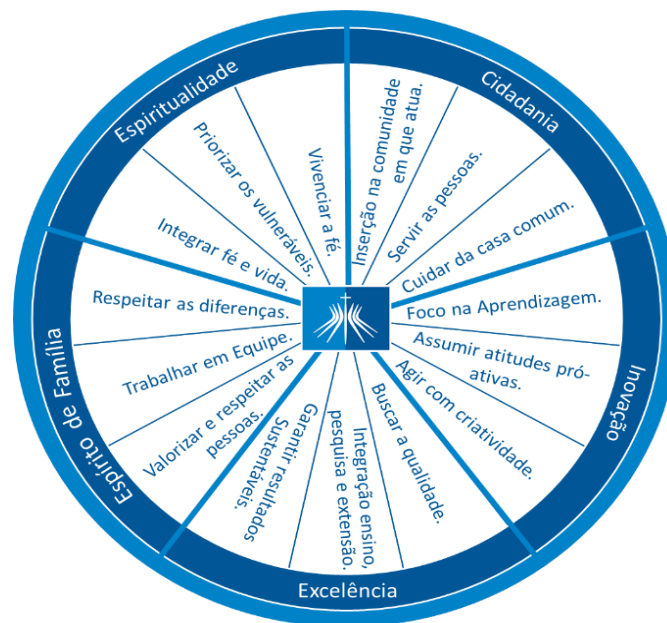 Espiritualidade
Vivenciar a fé.
Priorizar os vulneráveis.
Integrar fé e vida.
Cidadania
Inserção na comunidade
em que atua.
Servir as pessoas.
Cuidar da casa comum.
Inovação
Foco na Aprendizagem.
Assumir atitudes pró-
ativas.
Agir com criatividade.
Excelência
Buscar a qualidade.
Integração ensino,
pesquisa e extensão.
Garantir resultados
Sustentáveis.
Espírito de Família
Valorizar e respeitar as
pessoas.
Trabalhar em Equipe.
Respeitar as diferenças.